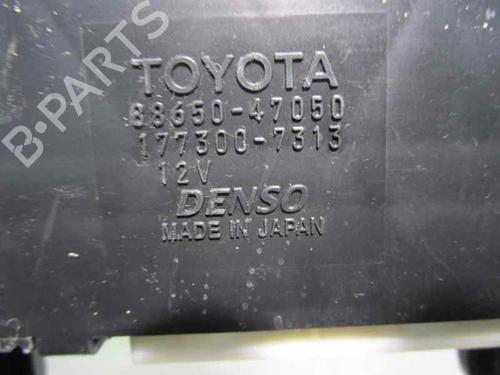 TOYOTA
88650-47050
177300-7313
12V
DENSO
MADE IN JAPAN
B-PARTS